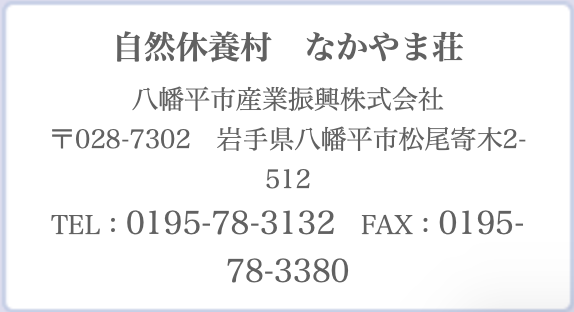 自然休養村　なかやま荘
八幡平市産業振興株式会社
〒028-7302　岩手県八幡平市松尾寄木2-
512
TEL：0195-78-3132　FAX：0195-
78-3380